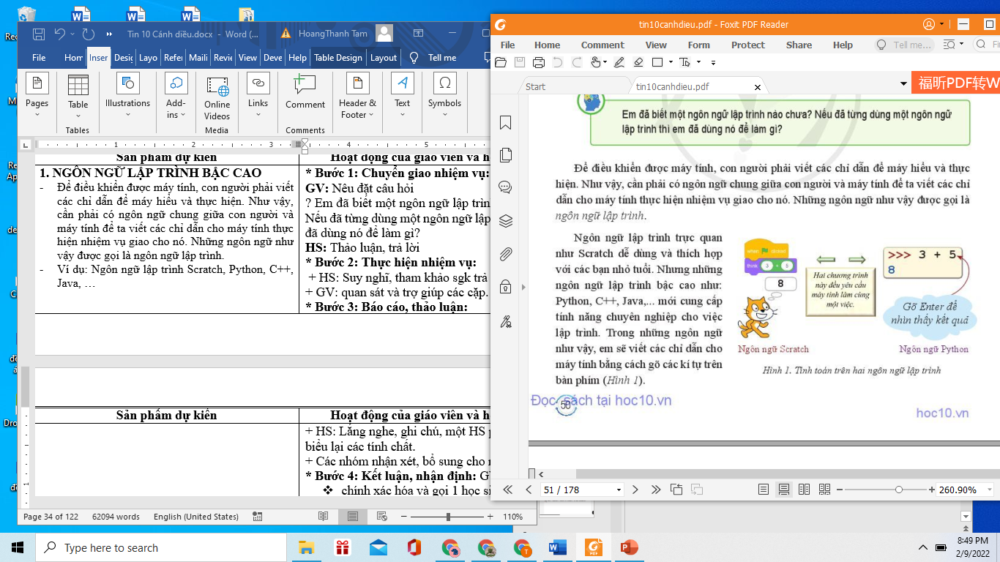 Tin 10 Cánh diều.docx - Word (...
HoangThanh Tam
File
Inser
Layo
Refer
Maili
View
Deve
Help
Table Design
Layout
Tell me
Pages
Table
Illustrations
Add-
ins
Online
Videos
Links
Comment
Header &
Footer
Text
Symbols
Tables
Media
Comments
1 2 3 4 5
Sản phẩm dự kiến
1. NGÔN NGỮ LẬP TRÌNH BẬC CAO
- Để điều khiển được máy tính, con người phải viết
các chỉ dẫn để máy hiểu và thực hiện. Như vậy,
cần phải có ngôn ngữ chung giữa con người và
máy tính để ta viết các chỉ dẫn cho máy tính thực
hiện nhiệm vụ giao cho nó. Những ngôn ngữ như
vậy được gọi là ngôn ngữ lập trình.
- Ví dụ: Ngôn ngữ lập trình Scratch, Python, C++,
Java, …
Hoạt động của giáo viên và h
* Bước 1: Chuyển giao nhiệm vụ:
GV: Nêu đặt câu hỏi
? Em đã biết một ngôn ngữ lập trìn
Nếu đã từng dùng một ngôn ngữ lập
đã dùng nó để làm gì?
HS: Thảo luận, trả lời
* Bước 2: Thực hiện nhiệm vụ:
+ HS: Suy nghĩ, tham khảo sgk trả
+ GV: quan sát và trợ giúp các cặp.
* Bước 3: Báo cáo, thảo luận:
Sản phẩm dự kiến
Hoạt động của giáo viên và h
+ HS: Lắng nghe, ghi chú, một HS p
biểu lại các tính chất.
+ Các nhóm nhận xét, bổ sung cho
* Bước 4: Kết luận, nhận định: G
❖ chính xác hóa và gọi 1 học si
Page 34 of 122
62094 words
English (United States)
110%
tin10canhdieu.pdf - Foxit PDF Reader
File
Home
Comment
View
Form
Protect
Share
Help
Tell me...
Start
tin10canhdieu.pdf
福昕PDF转W
Em đã biết một ngôn ngữ lập trình nào chưa? Nếu đã từng dùng một ngôn ngữ
lập trình thì em đã dùng nó để làm gì?
Để điều khiển được máy tính, con người phải viết các chỉ dẫn để máy hiểu và thực
hiện. Như vậy, cần phải có ngôn ngữ chung giữa con người và máy tính để ta viết các chỉ
dẫn cho máy tính thực hiện nhiệm vụ giao cho nó. Những ngôn ngữ như vậy được gọi là
ngôn ngữ lập trình.
Ngôn ngữ lập trình trực quan
như Scratch dễ dùng và thích hợp
với các bạn nhỏ tuổi. Nhưng những
ngôn ngữ lập trình bậc cao như:
Python, C++, Java,... mới cung cấp
tính năng chuyên nghiệp cho việc
lập trình. Trong những ngôn ngữ
như vậy, em sẽ viết các chỉ dẫn cho
máy tính bằng cách gõ các kí tự trên
bàn phím (Hình 1).
when clicked
think 3 + 5
8
Hai chương trình
này đều yêu cầu
máy tính làm cùng
một việc.
>>> 3 + 5
8
Gõ Enter để
nhìn thấy kết quả
Ngôn ngữ Scratch
Ngôn ngữ Python
Hình 1. Tính toán trên hai ngôn ngữ lập trình
50
Đọc sách tại hoc10.vn
hoc10.vn
51 / 178
260.90%
Type here to search
8:49 PM
2/9/2022